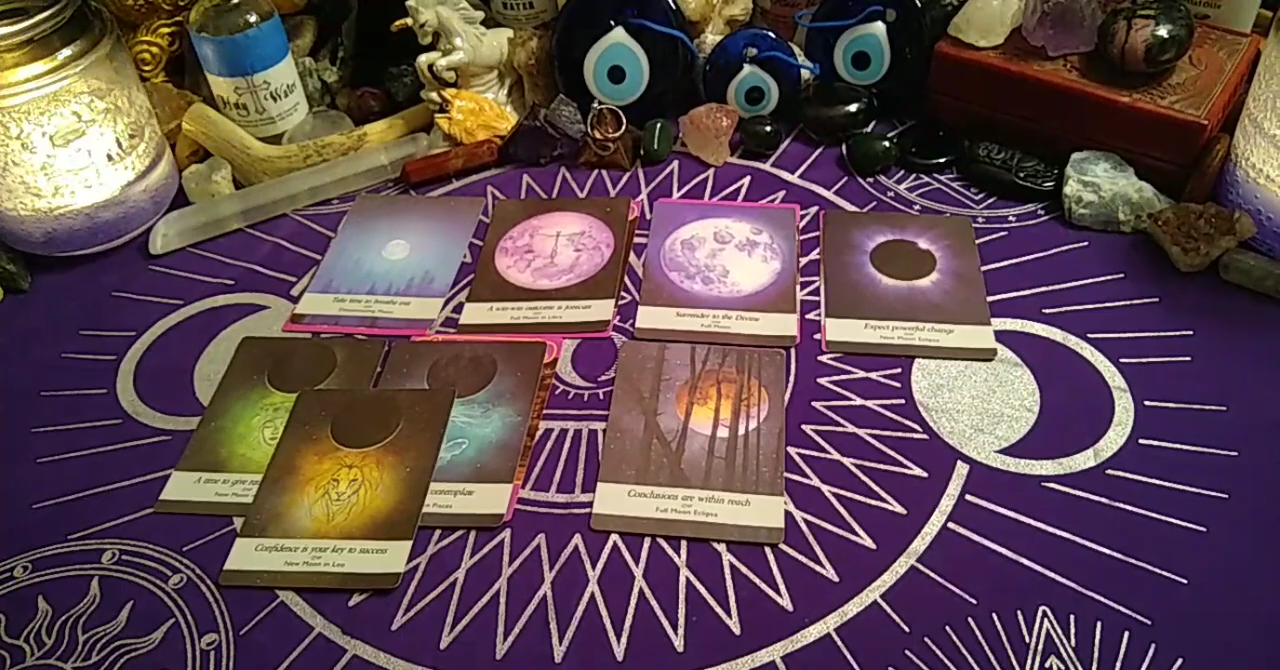 WATER
Holy Water
Take time to breathe out
Disseminating Moon
A win-win outcome is forecast
Full Moon in Libra
Surrender to the Divine
Full Moon
Expect powerful change
New Moon Eclipse
A time to give
New Moon
contemplate
Pisces
Conclusions are within reach
Full Moon Eclipse
Confidence is your key to success
New Moon in Leo